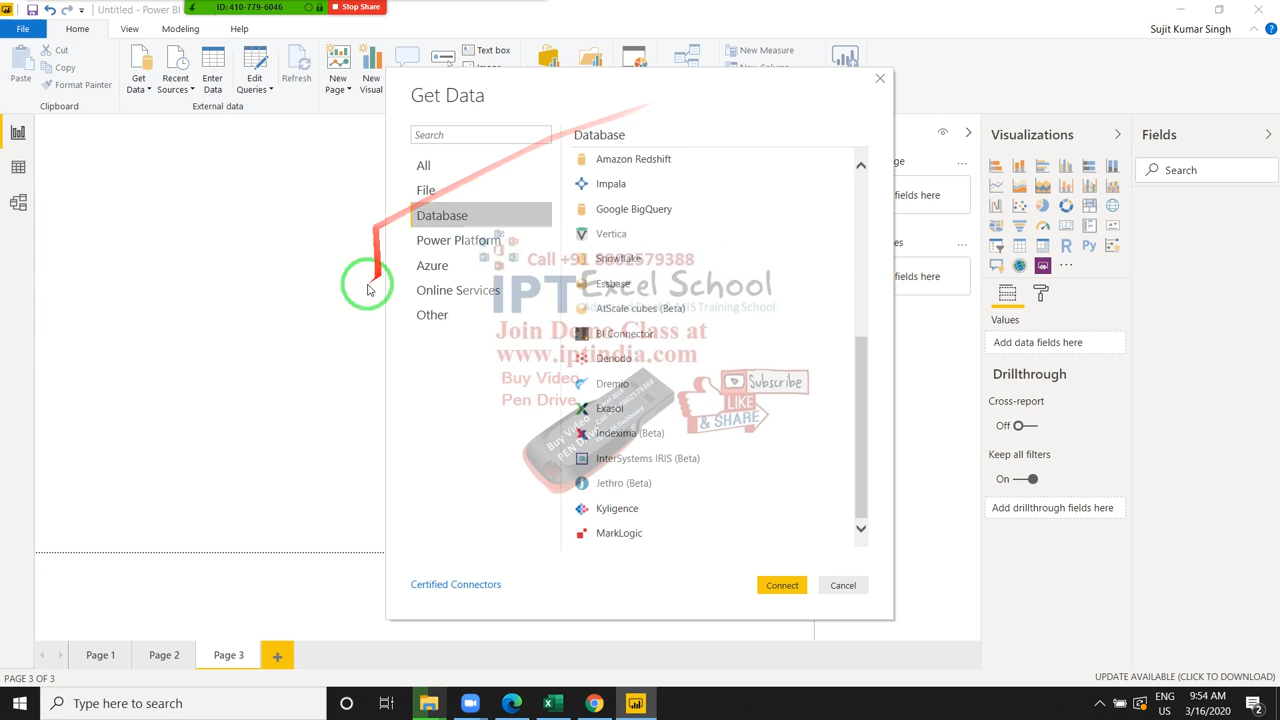 Untitled - Power BI
ID: 410-779-6046
Stop Share
File
Home
View
Modeling
Help
Sujit Kumar Singh
Paste
Cut
Copy
Format Painter
Clipboard
Get Data
Recent Sources
Enter Data
Edit Queries
Refresh
External data
New Page
New Visual
Text box
New Measure
Get Data
Search
All
File
Database
Power Platform
Azure
Online Services
Other
Database
Amazon Redshift
Impala
Google BigQuery
Vertica
Snowflake
Essbase
AtScale cubes (Beta)
BI Connector
Denodo
Dremio
Exasol
Indexima (Beta)
InterSystems IRIS (Beta)
Jethro (Beta)
Kyligence
MarkLogic
Certified Connectors
Connect
Cancel
Call +91 8802579388
IPT Excel School
Join Demo Class at
www.iptindia.com
Buy Video
Pen Drive
Subscribe
LIKE
& SHARE
fields here
fields here
Visualizations
Values
Add data fields here
Drillthrough
Cross-report
Off
Keep all filters
On
Add drillthrough fields here
Fields
Search
Page 1
Page 2
Page 3
PAGE 3 OF 3
UPDATE AVAILABLE (CLICK TO DOWNLOAD)
Type here to search
ENG
US
9:54 AM
3/16/2020
2